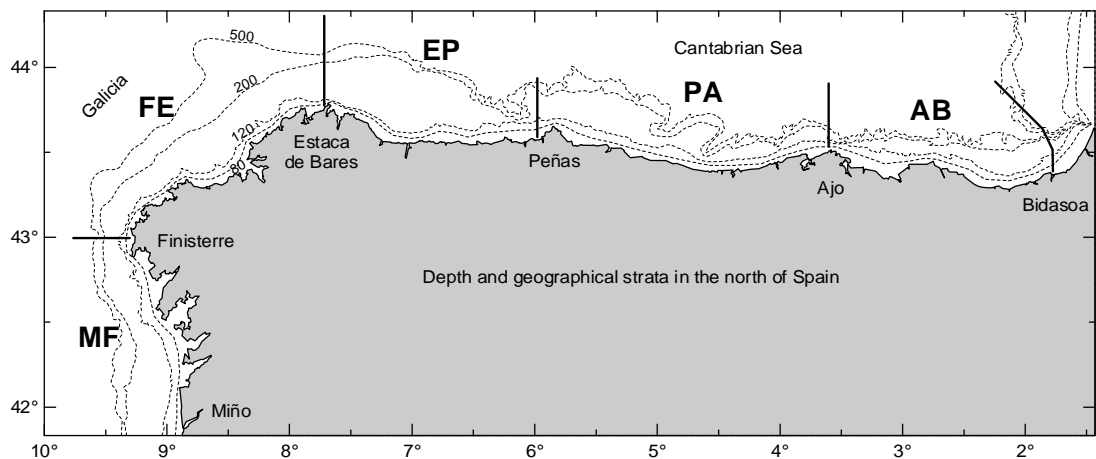 500
EP
Cantabrian Sea
44°
200
Galicia
FE
PA
AB
120
80
Estaca
de Bares
Peñas
Ajo
Bidasoa
43°
Finisterre
Depth and geographical strata in the north of Spain
MF
42°
Miño
10° 9° 8° 7° 6° 5° 4° 3° 2°